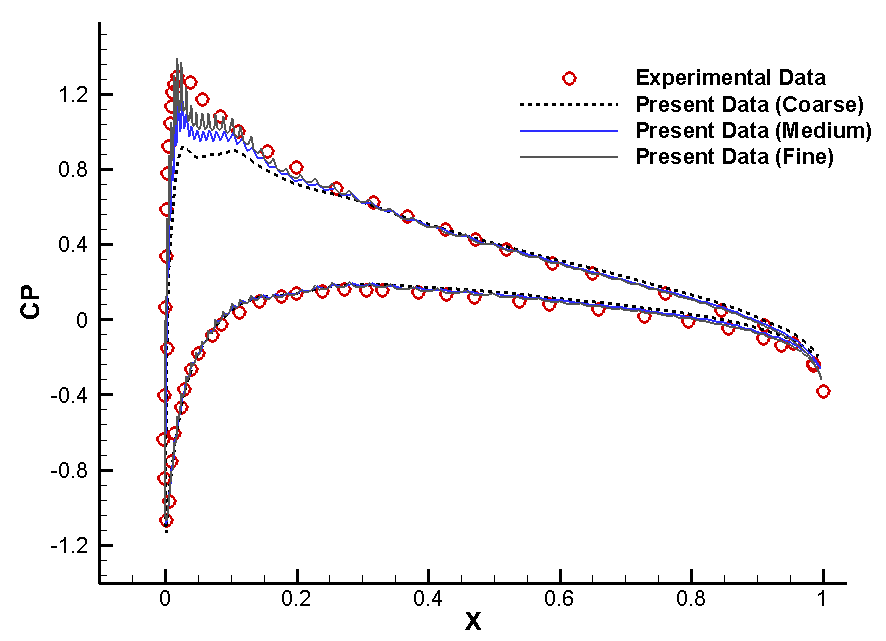 Experimental Data
Present Data (Coarse)
Present Data (Medium)
Present Data (Fine)
1.2
0.8
0.4
0
-0.4
-0.8
-1.2
CP
0 0.2 0.4 0.6 0.8 1
X